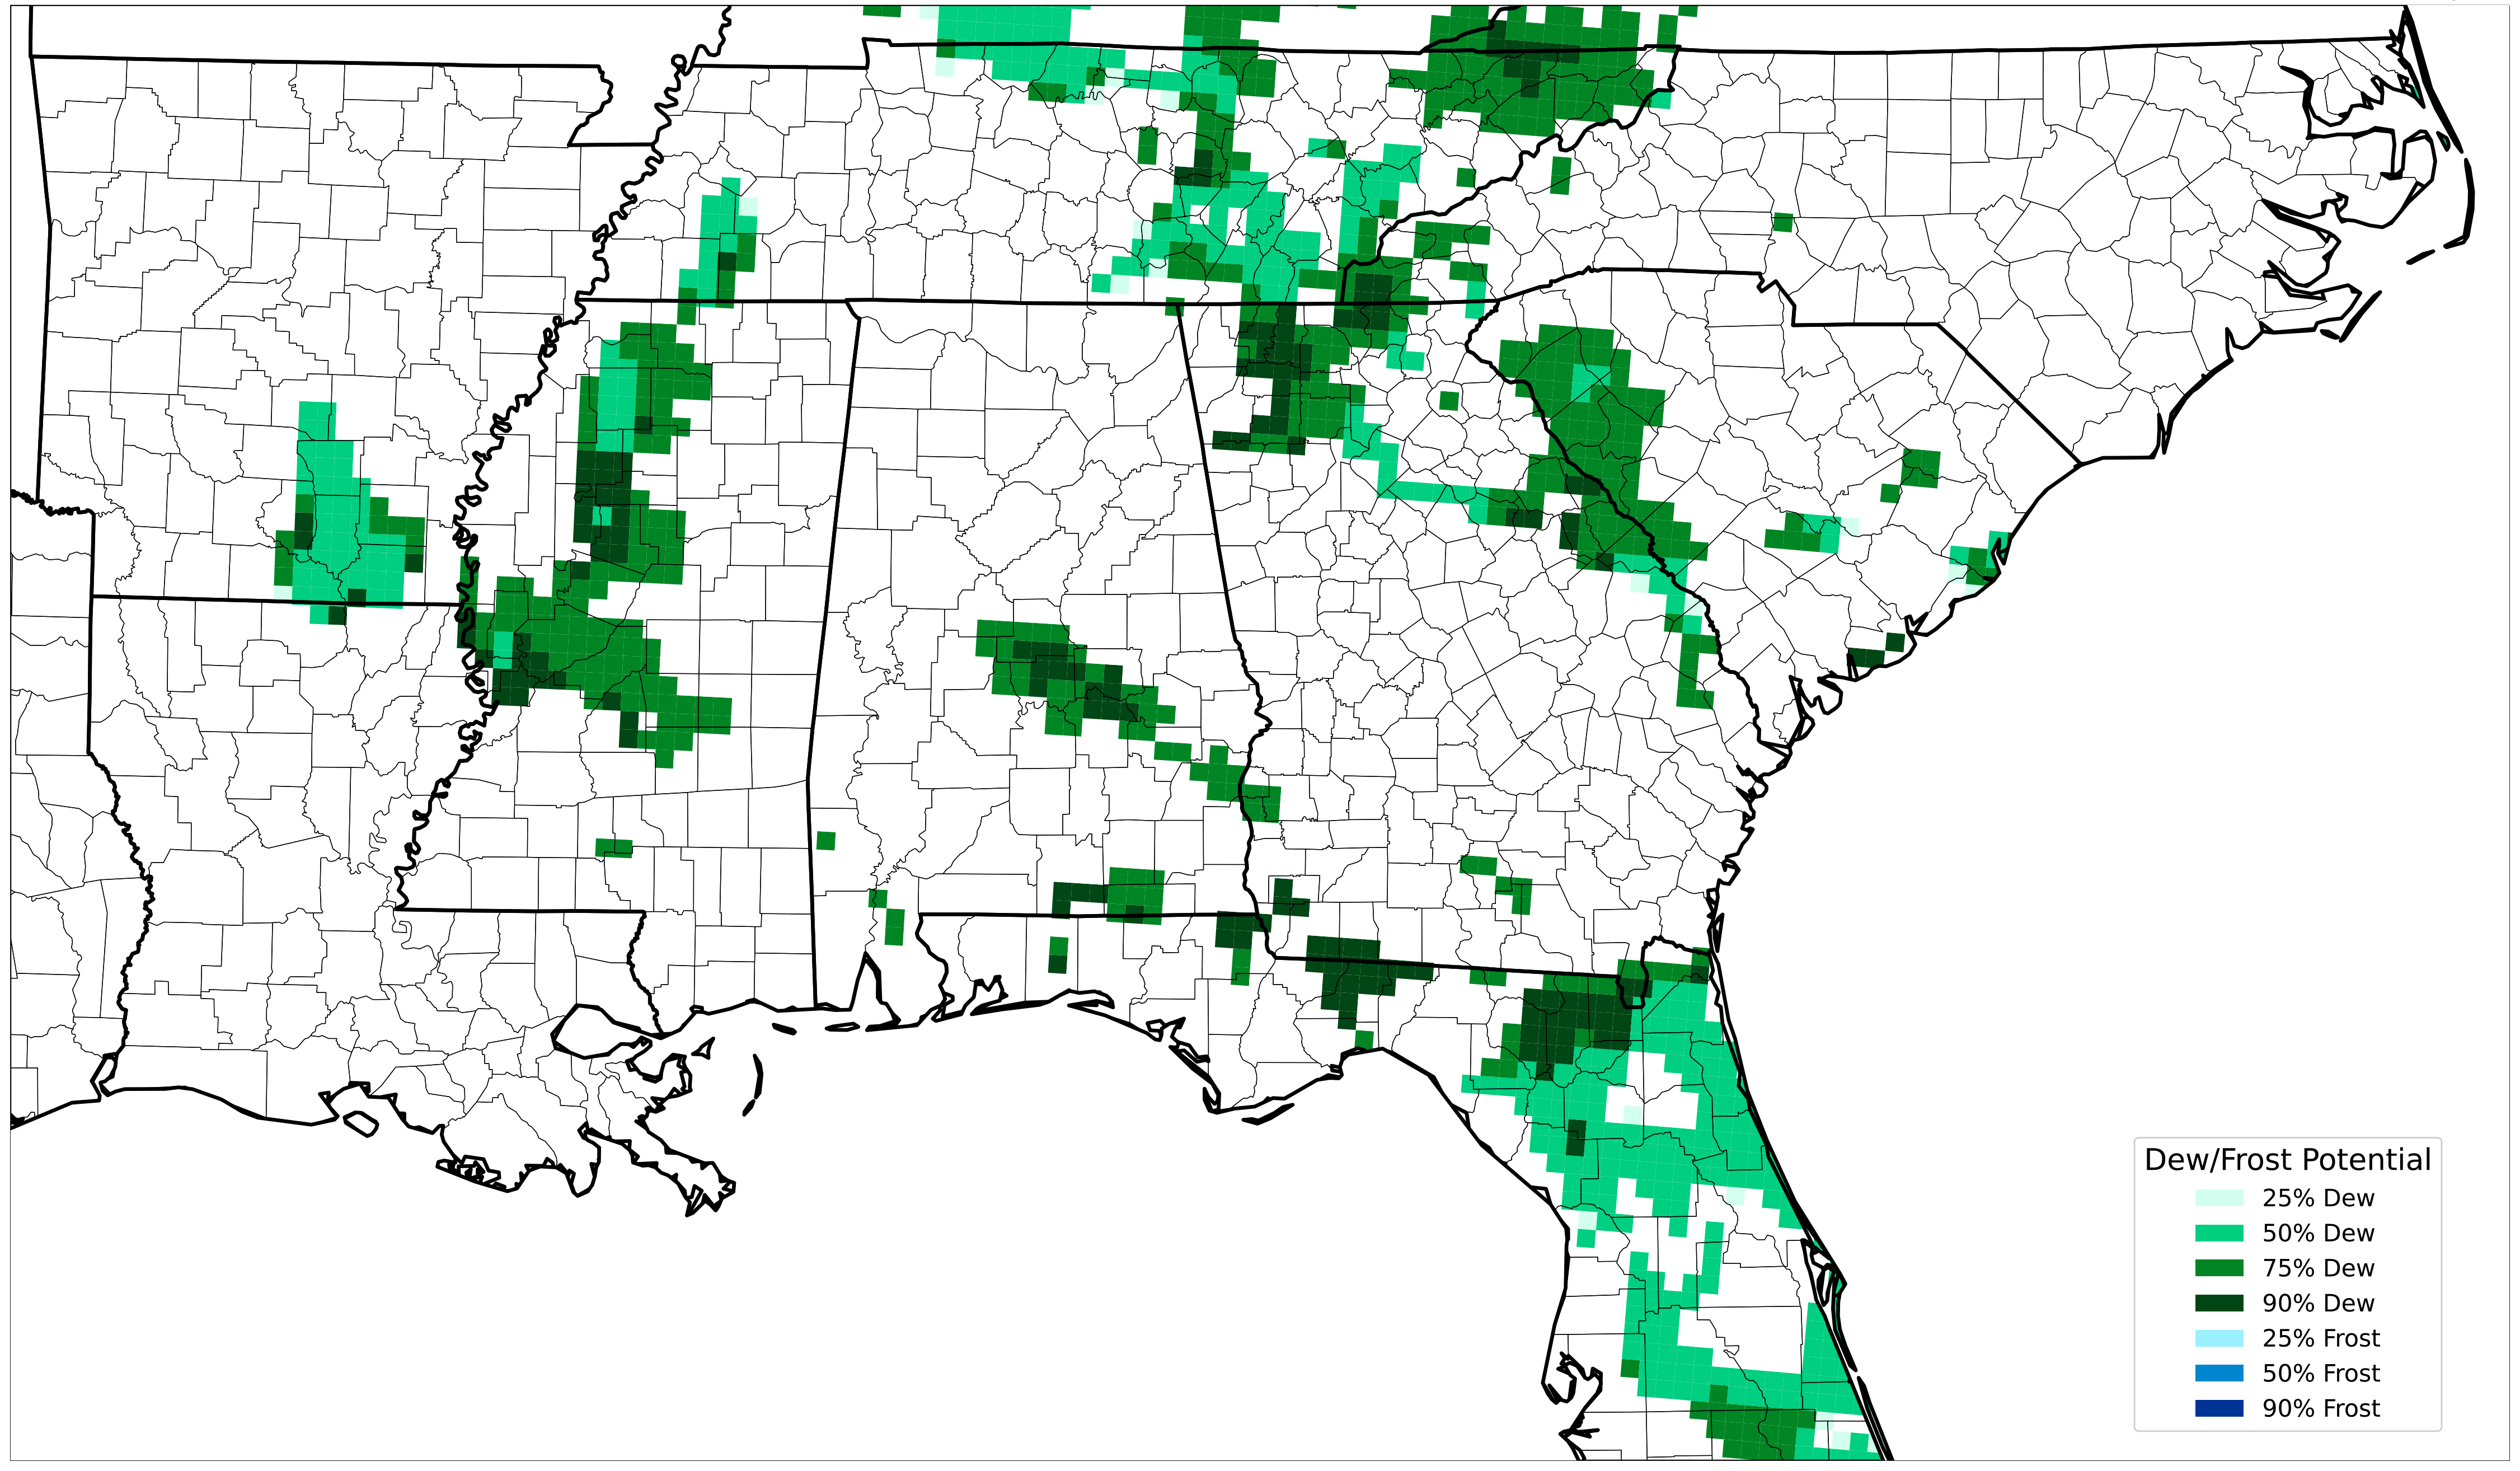 Dew/Frost Potential
25% Dew
50% Dew
75% Dew
90% Dew
25% Frost
50% Frost
90% Frost